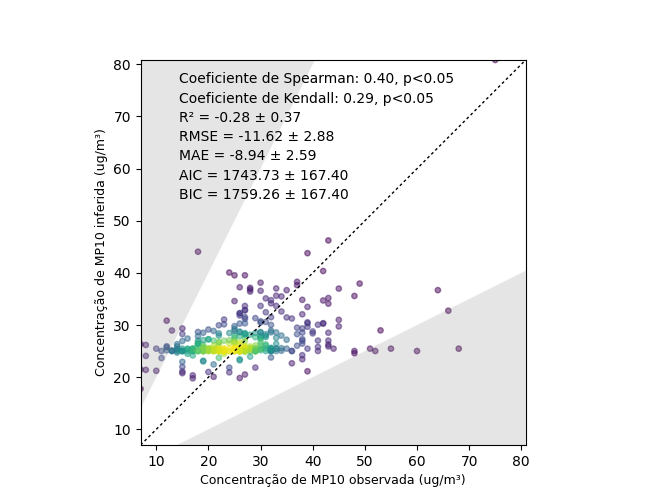 80
70
60
50
40
30
20
10
Concentração de MP10 inferida (ug/m³)
Coeficiente de Spearman: 0.40, p<0.05
Coeficiente de Kendall: 0.29, p<0.05
R² = -0.28 ± 0.37
RMSE = -11.62 ± 2.88
MAE = -8.94 ± 2.59
AIC = 1743.73 ± 167.40
BIC = 1759.26 ± 167.40
10 20 30 40 50 60 70 80
Concentração de MP10 observada (ug/m³)